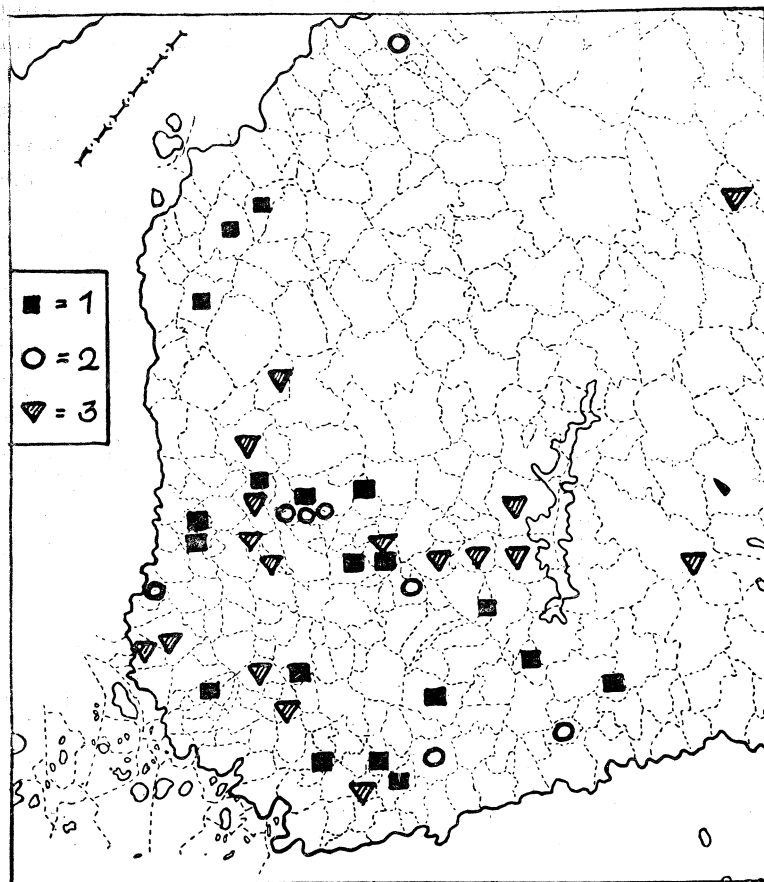 ■ = 1
○ = 2
▼ = 3